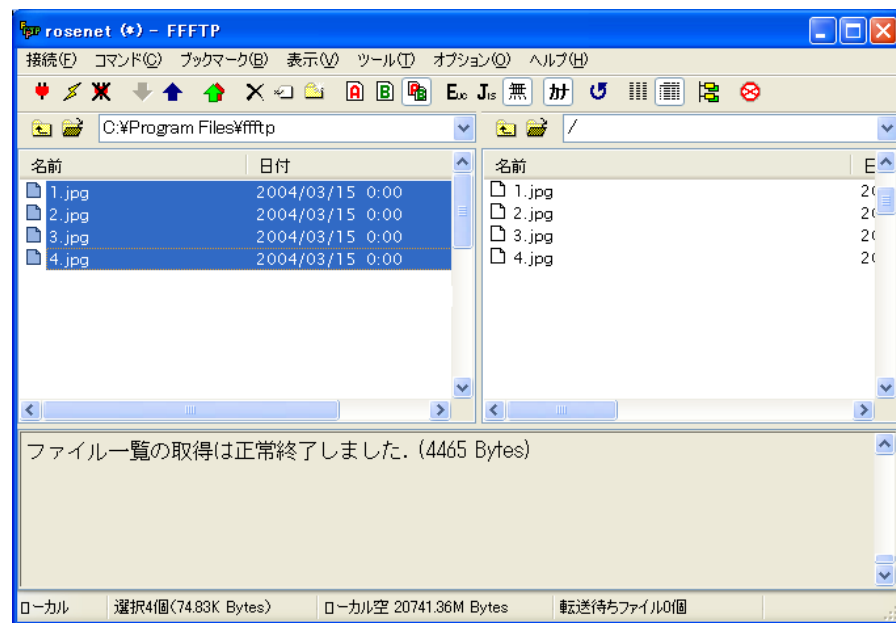 rosenet (*) - FFFTP
接続(F) コマンド(C) ブックマーク(B) 表示(V) ツール(T) オプション(O) ヘルプ(H)
A B B Euc Jis 無 カナ
C:¥Program Files¥ffftp /
名前 日付 名前
1.jpg 2004/03/15 0:00 1.jpg
2.jpg 2004/03/15 0:00 2.jpg
3.jpg 2004/03/15 0:00 3.jpg
4.jpg 2004/03/15 0:00 4.jpg
ファイル一覧の取得は正常終了しました. (4465 Bytes)
ローカル 選択4個(74.83K Bytes) ローカル空 20741.36M Bytes 転送待ちファイル0個